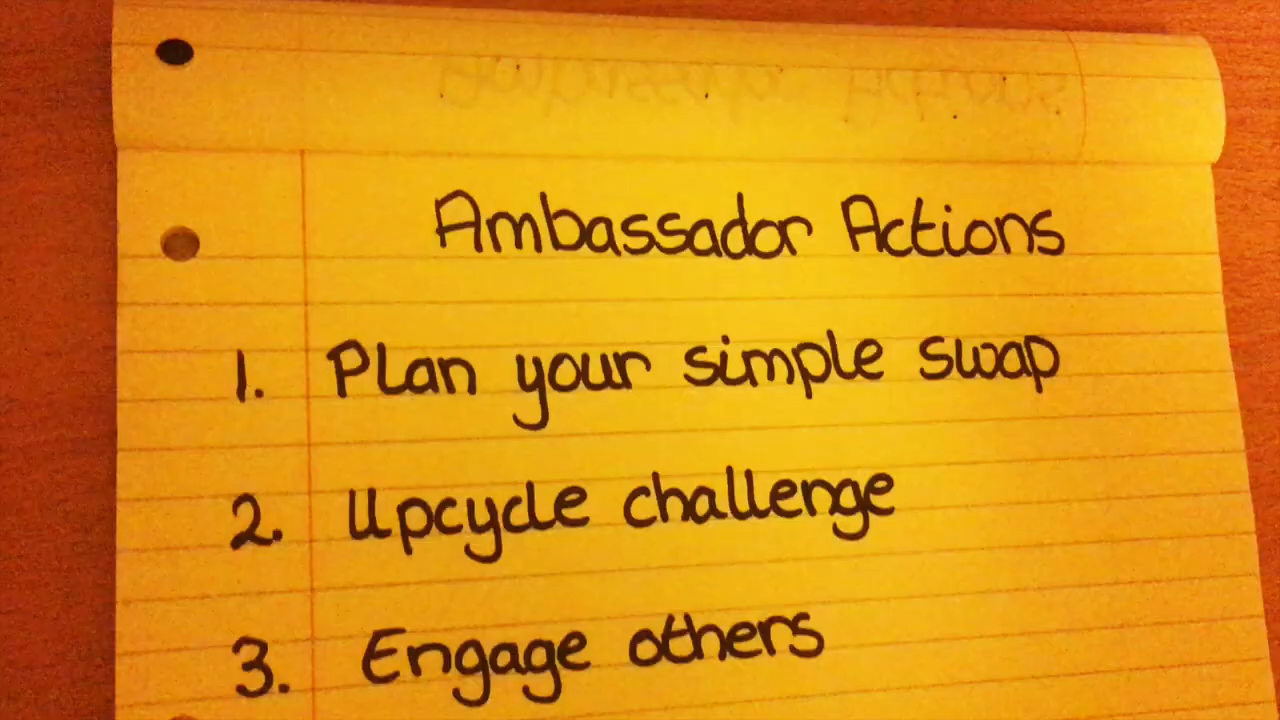 Ambassador Actions
1. Plan your simple swap
2. Upcycle challenge
3. Engage others